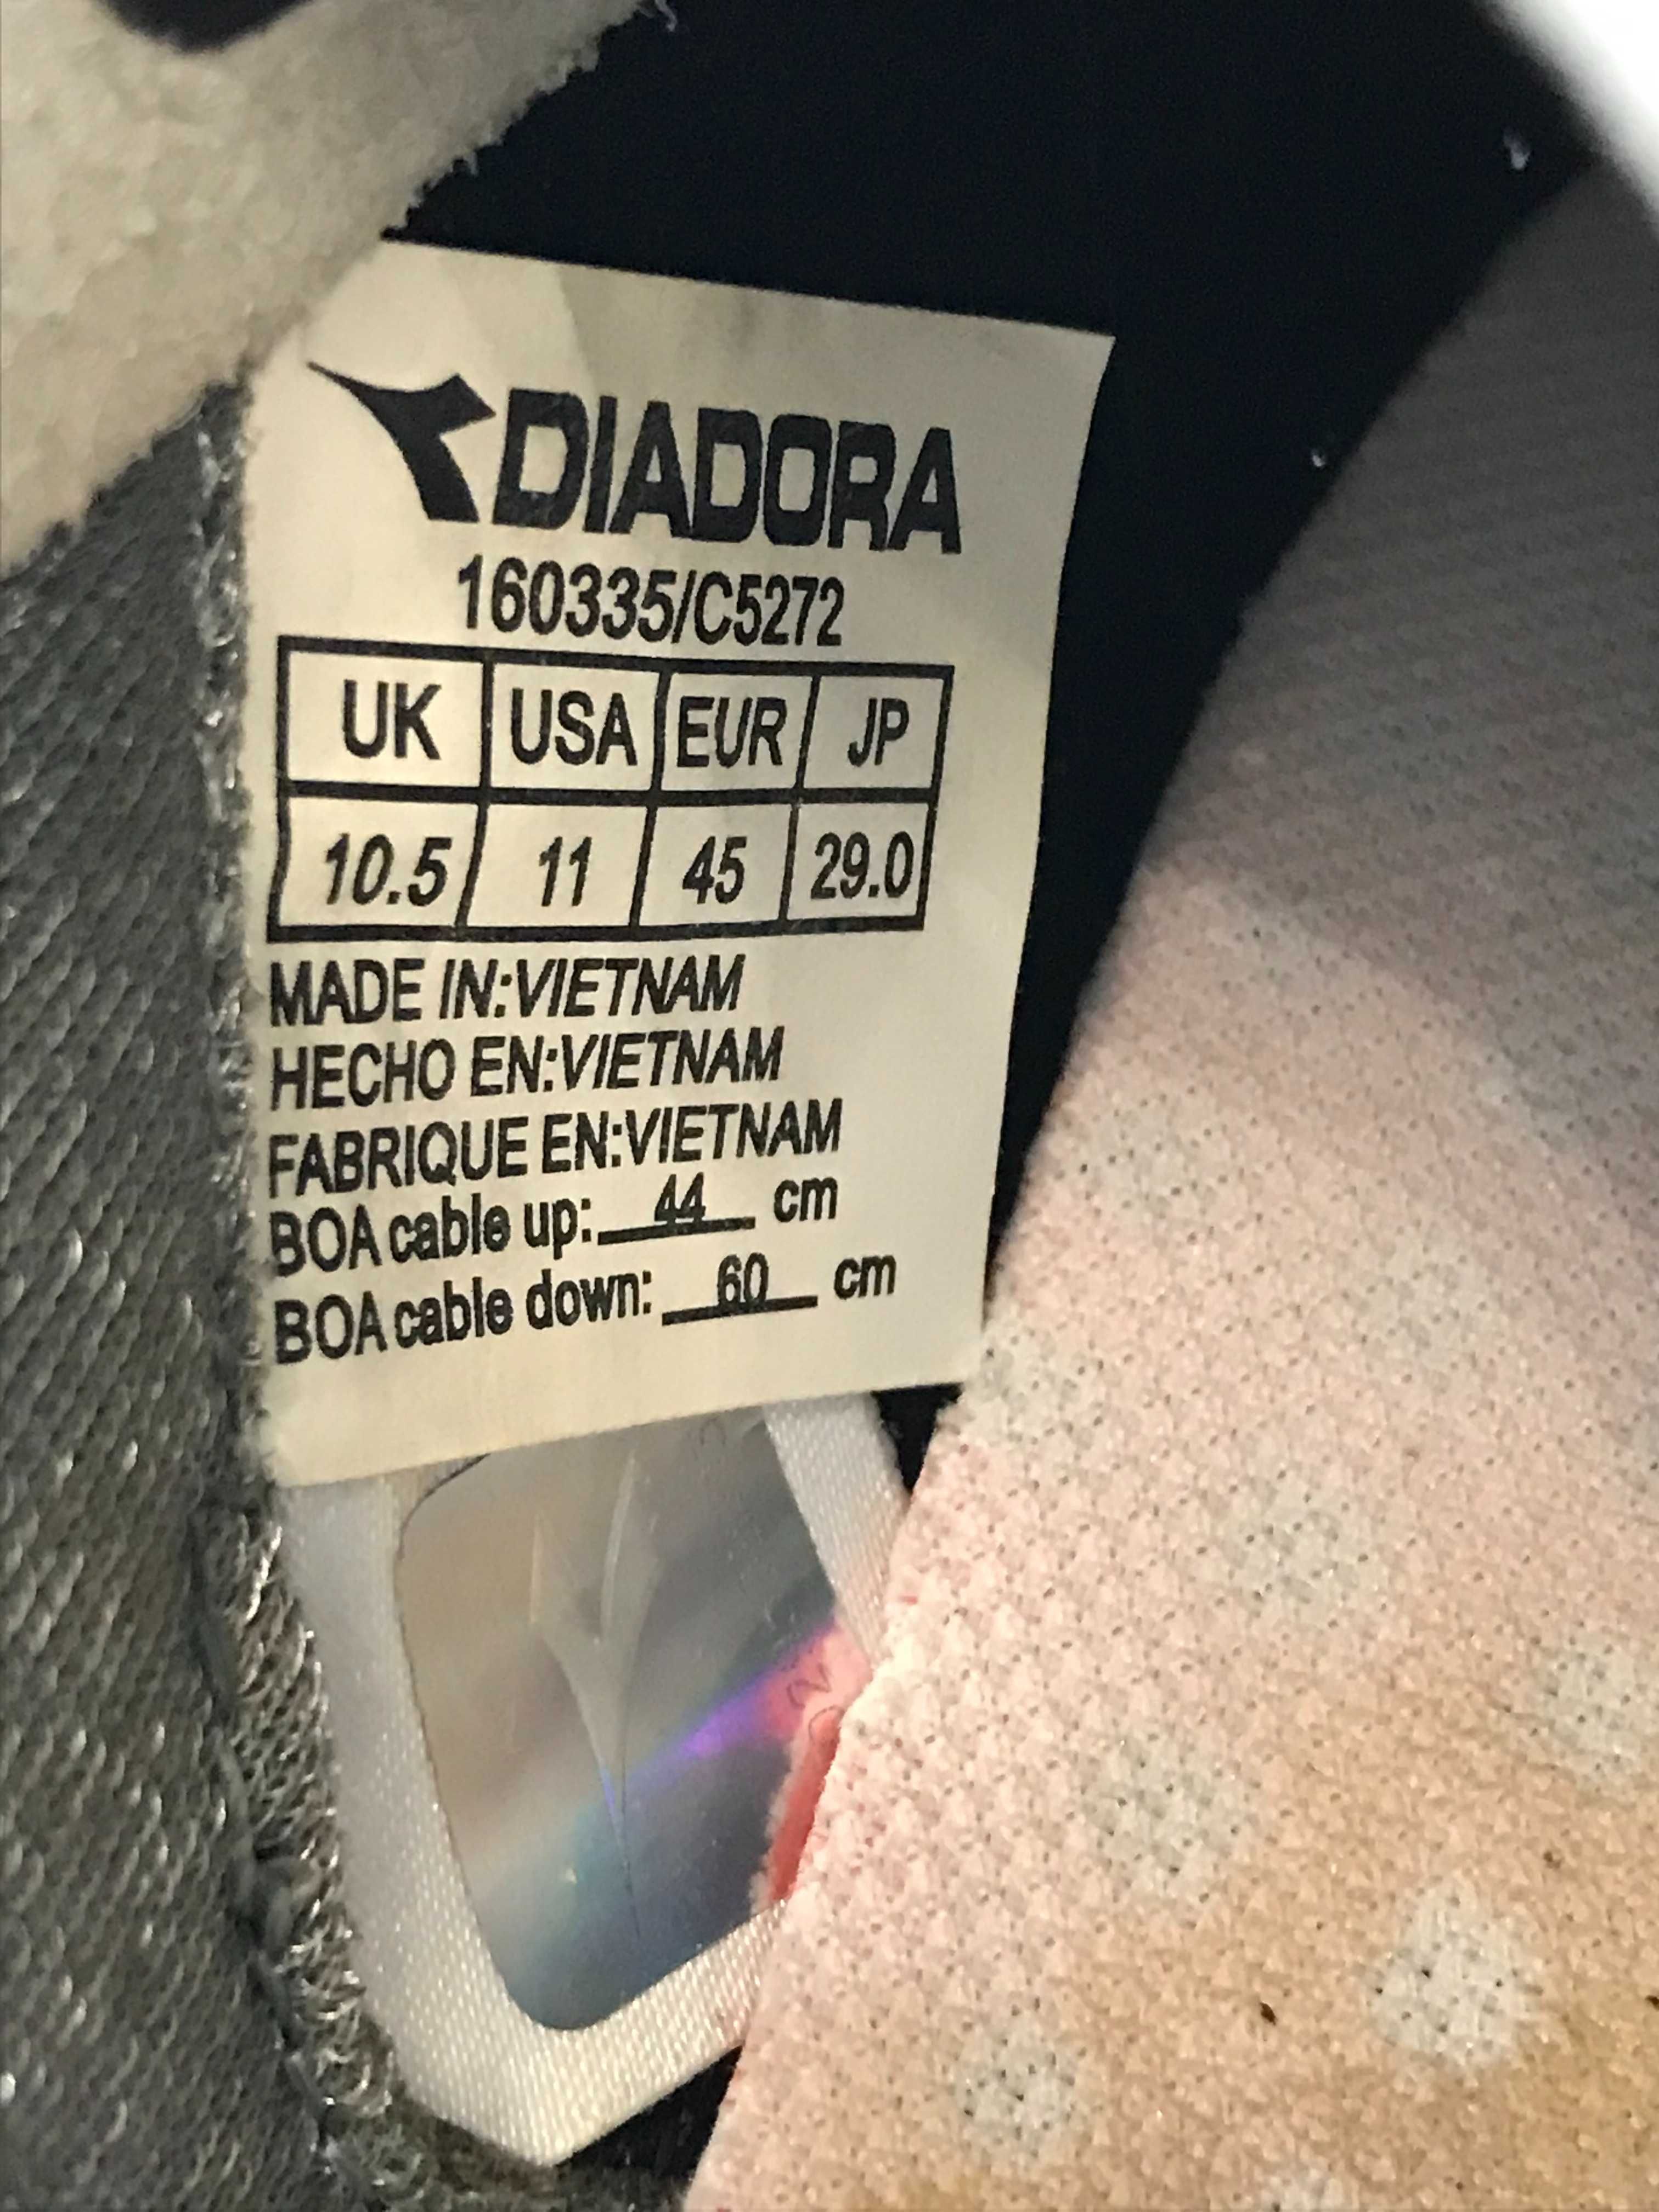 DIADORA
160335/C5272
UK USA EUR JP
10.5 11 45 29.0
MADE IN:VIETNAM
HECHO EN:VIETNAM
FABRIQUE EN:VIETNAM
BOA cable up: 44 cm
BOA cable down: 60 cm